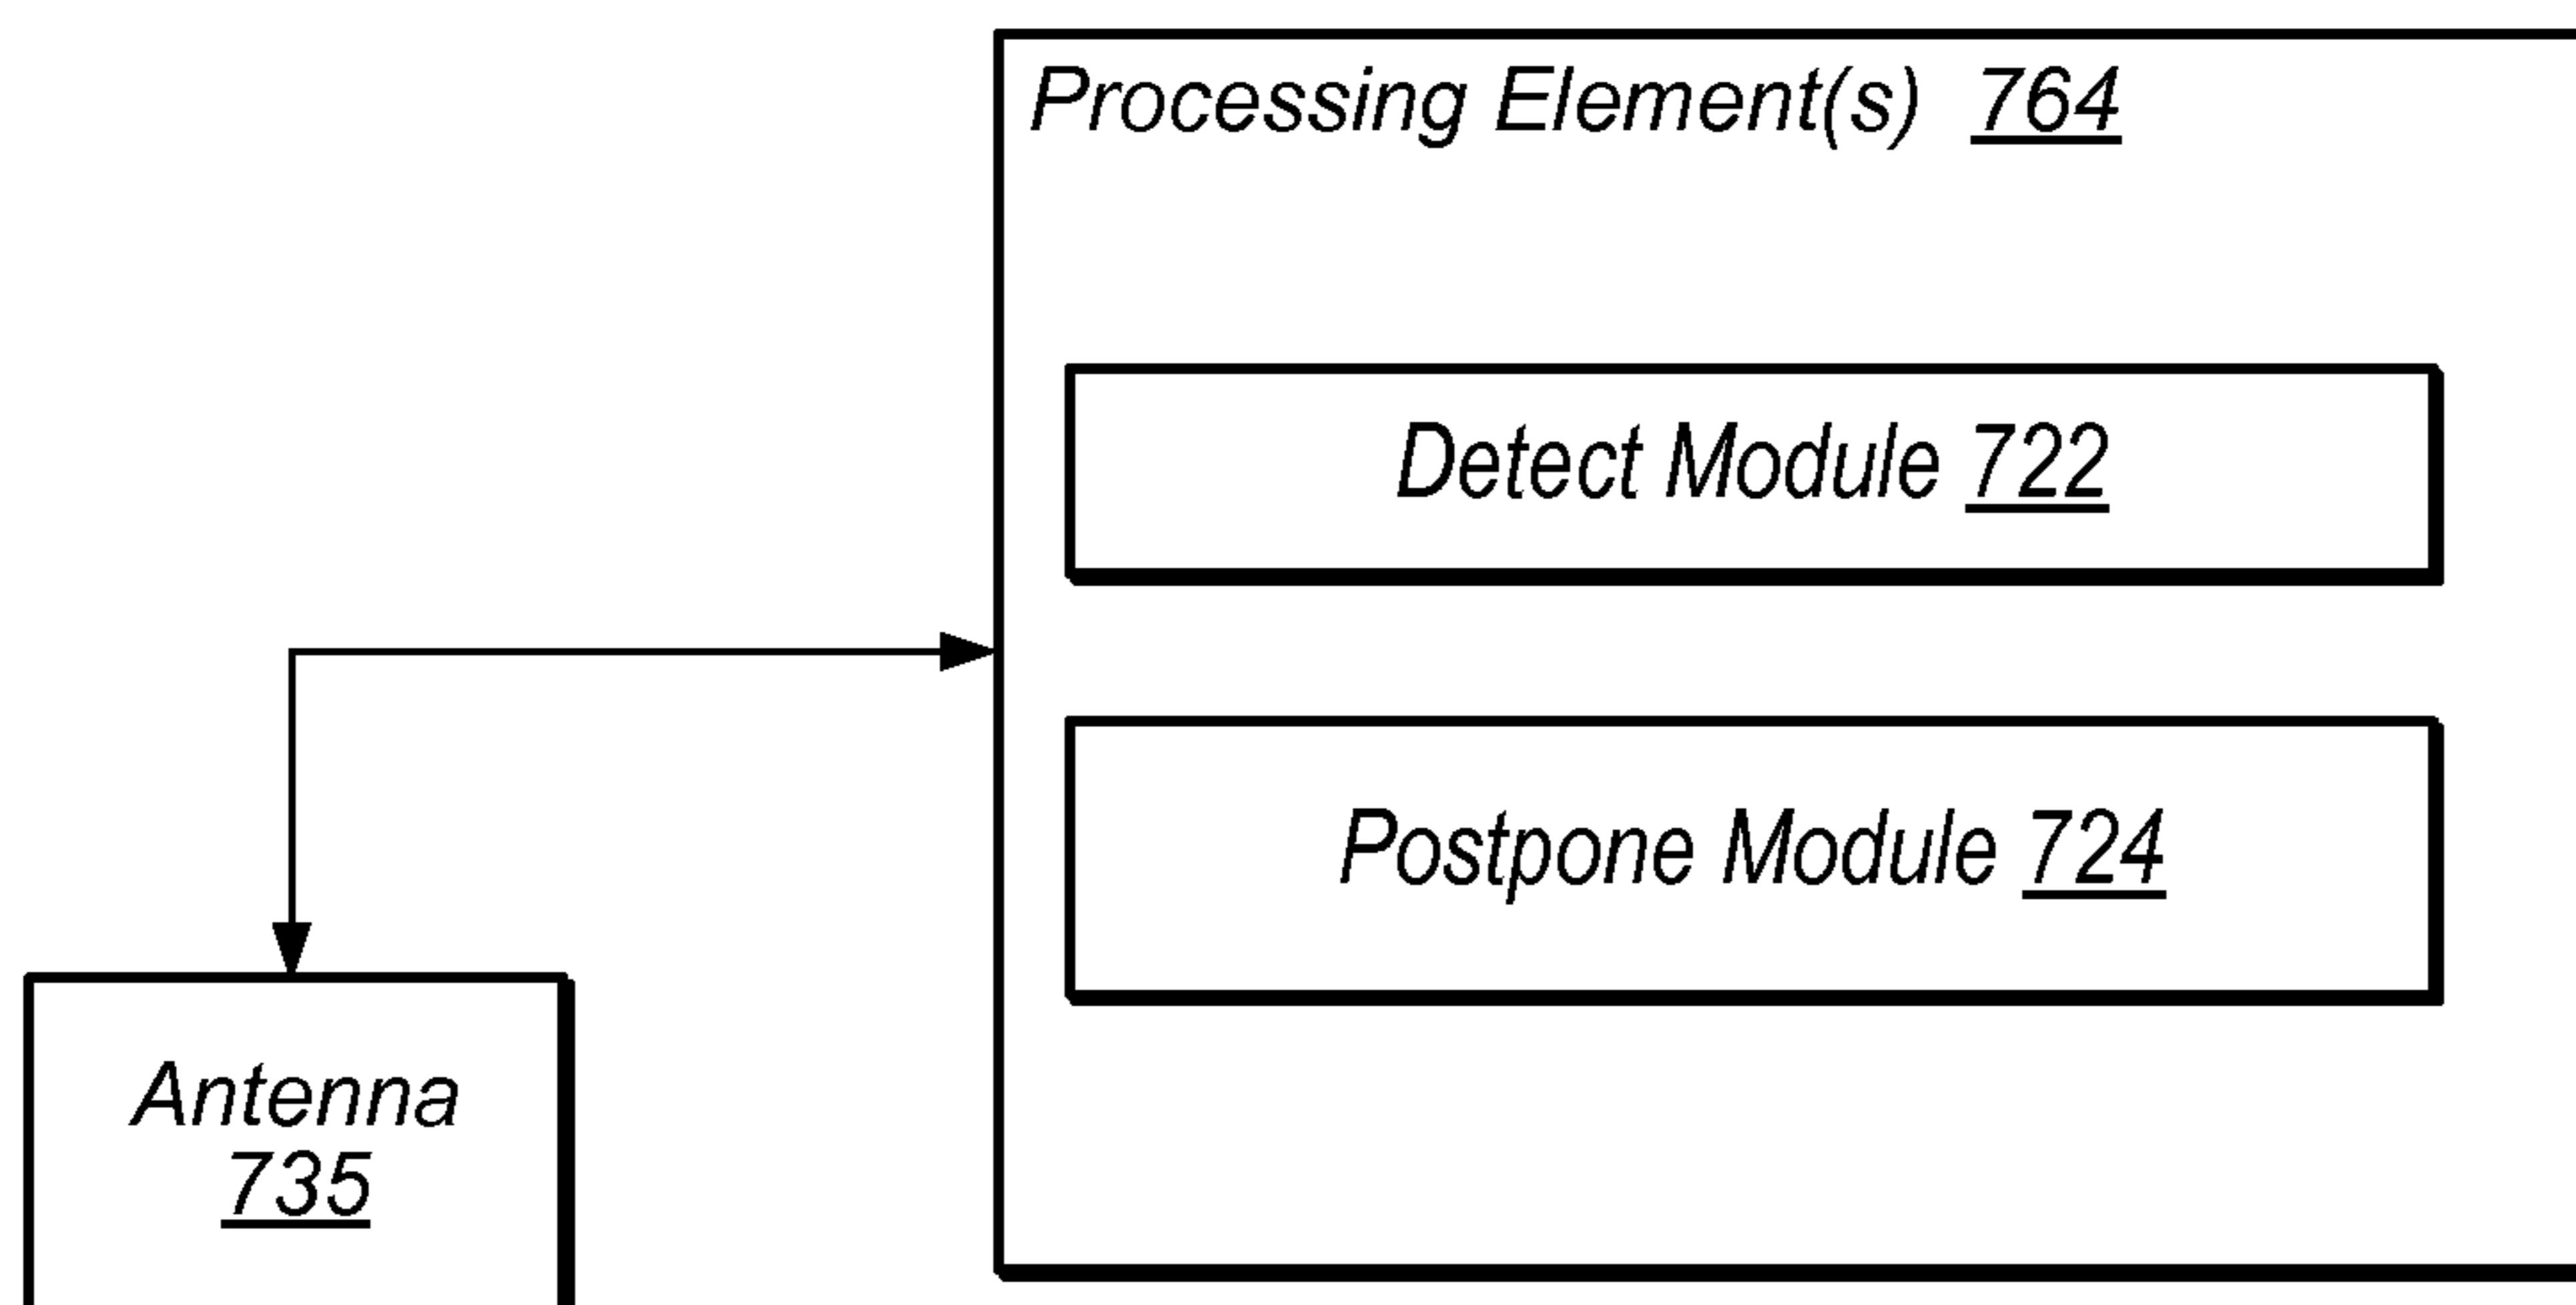 Processing Element(s) 764
Detect Module 722
Postpone Module 724
Antenna
735